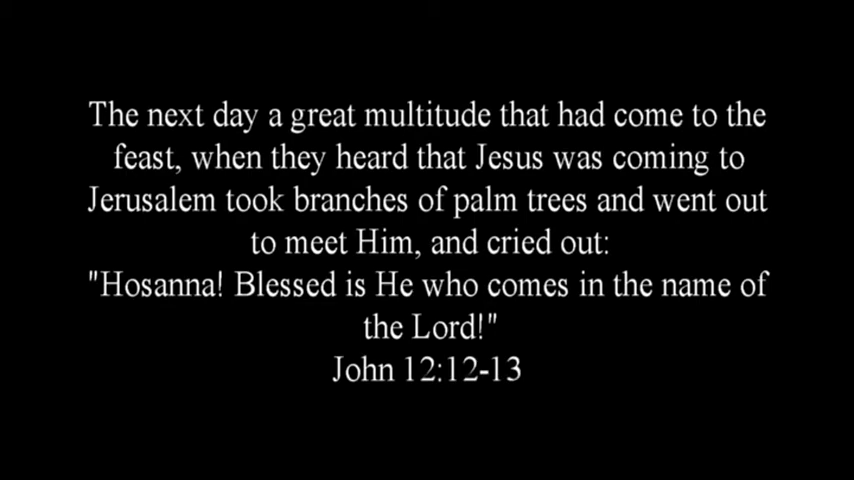 The next day a great multitude that had come to the
feast, when they heard that Jesus was coming to
Jerusalem took branches of palm trees and went out
to meet Him, and cried out:
"Hosanna! Blessed is He who comes in the name of
the Lord!"
John 12:12-13